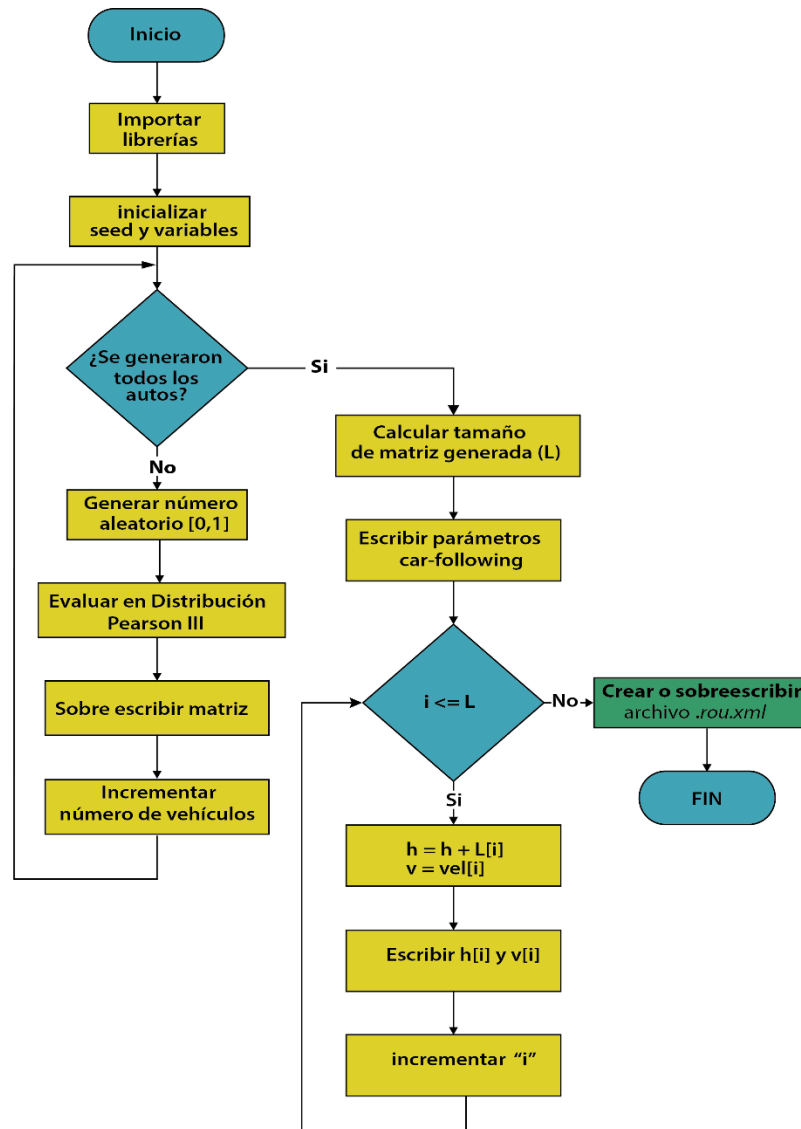 Inicio
Importar
librerías
inicializar
seed y variables
¿Se generaron
todos los
autos?
Si
No
Generar número
aleatorio [0,1]
Evaluar en Distribución
Pearson III
Sobre escribir matriz
Incrementar
número de vehículos
Calcular tamaño
de matriz generada (L)
Escribir parámetros
car-following
i <= L
No
Crear o sobreescribir
archivo .rou.xml
FIN
Si
h = h + L[i]
v = vel[i]
Escribir h[i] y v[i]
incrementar “i”